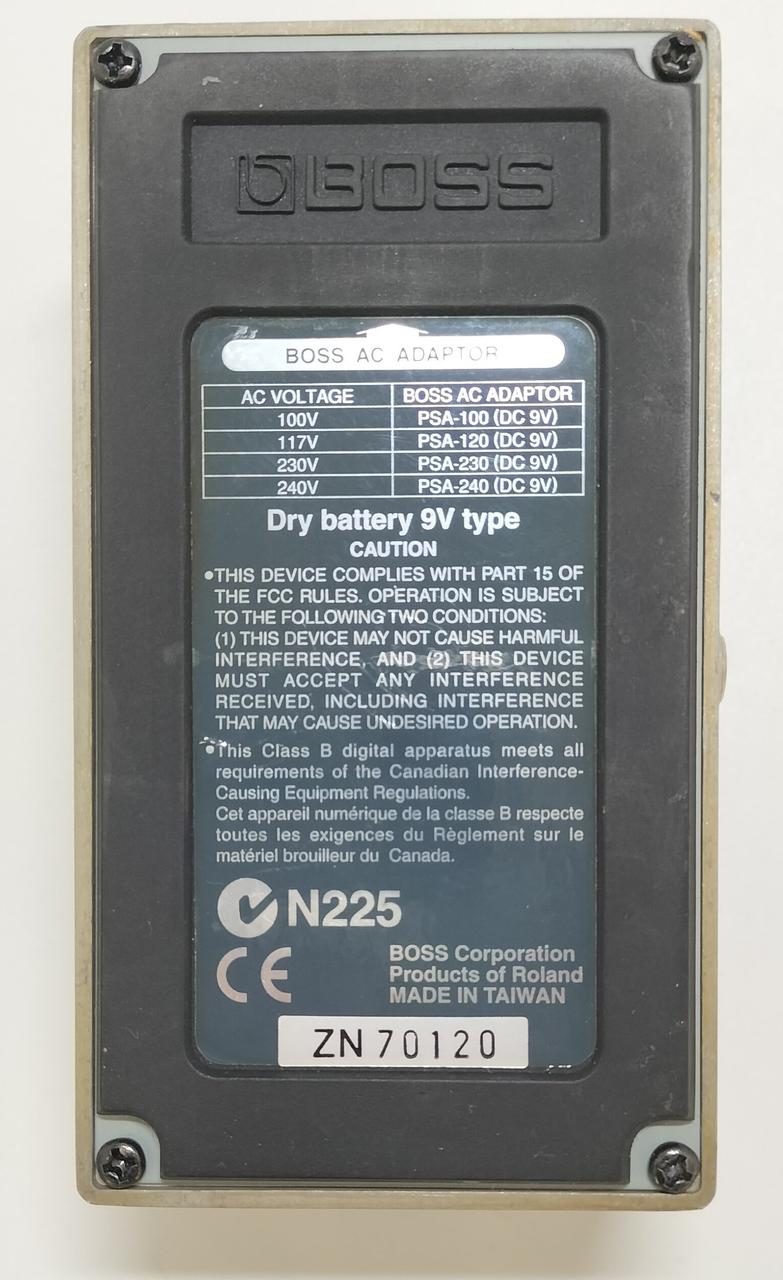 BOSS
BOSS AC ADAPTOR
AC VOLTAGE BOSS AC ADAPTOR
100V PSA-100 (DC 9V)
117V PSA-120 (DC 9V)
230V PSA-230 (DC 9V)
240V PSA-240 (DC 9V)
Dry battery 9V type
CAUTION
•THIS DEVICE COMPLIES WITH PART 15 OF
THE FCC RULES. OPERATION IS SUBJECT
TO THE FOLLOWING TWO CONDITIONS:
(1) THIS DEVICE MAY NOT CAUSE HARMFUL
INTERFERENCE, AND (2) THIS DEVICE
MUST ACCEPT ANY INTERFERENCE
RECEIVED, INCLUDING INTERFERENCE
THAT MAY CAUSE UNDESIRED OPERATION.
•This Class B digital apparatus meets all
requirements of the Canadian Interference-
Causing Equipment Regulations.
Cet appareil numérique de la classe B respecte
toutes les exigences du Règlement sur le
matériel brouilleur du Canada.
N225
CE
BOSS Corporation
Products of Roland
MADE IN TAIWAN
ZN 70120